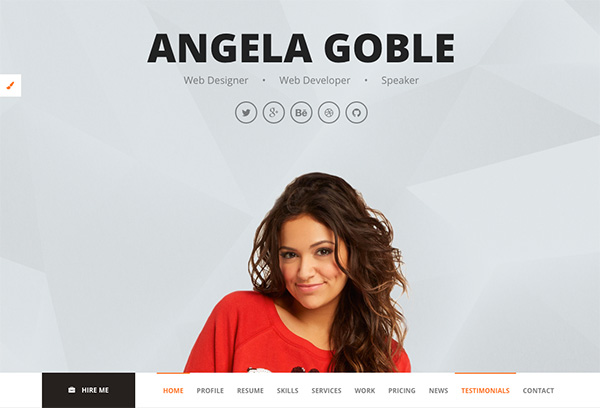 ANGELA GOBLE
Web Designer • Web Developer • Speaker
g+ Bē
HIRE ME HOME PROFILE RESUME SKILLS SERVICES WORK PRICING NEWS TESTIMONIALS CONTACT